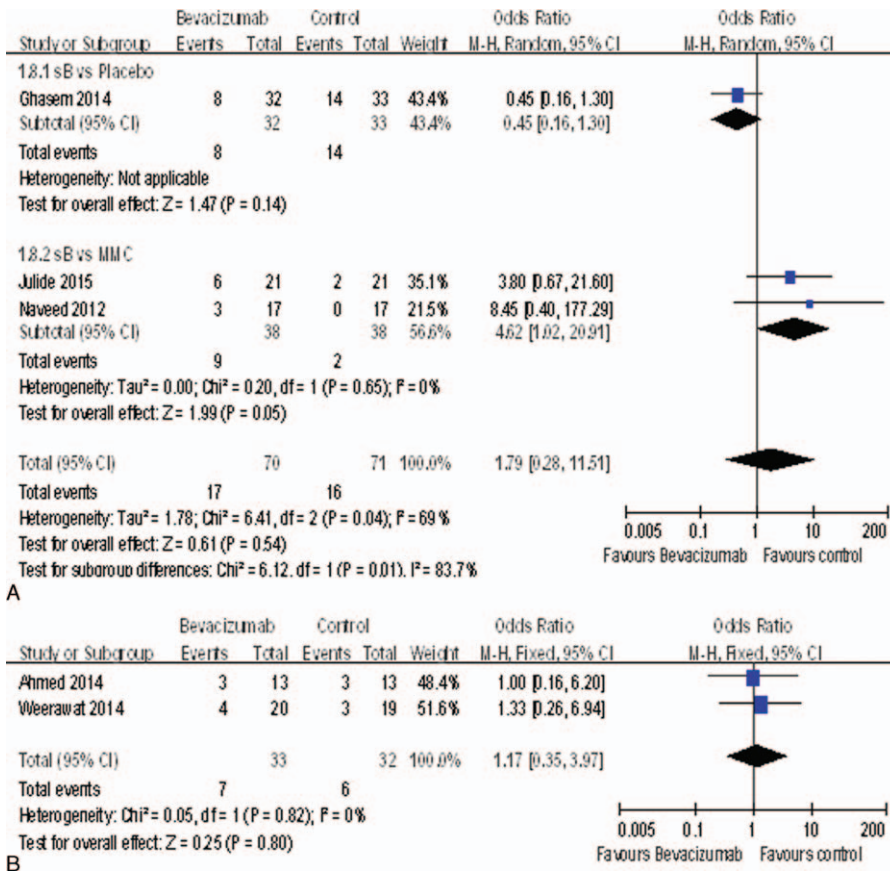 Bevacizumab Control Odds Ratio Odds Ratio
Study or Subgroup Events Total Events Total Weight M-H, Random, 95% CI M-H, Random, 95% CI
1.8.1 sB vs Placebo
Ghasem 2014 8 32 14 33 43.4% 0.45 [0.16, 1.30]
Subtotal (95% CI) 32 33 43.4% 0.45 [0.16, 1.30]
Total events 8 14
Heterogeneity: Not applicable
Test for overall effect: Z = 1.47 (P = 0.14)
1.8.2 sB vs MMC
Julide 2015 6 21 2 21 35.1% 3.80 [0.67, 21.60]
Naveed 2012 3 17 0 17 21.5% 8.45 [0.40, 177.29]
Subtotal (95% CI) 38 38 56.6% 4.62 [1.02, 20.91]
Total events 9 2
Heterogeneity: Tau² = 0.00; Chi² = 0.20, df = 1 (P = 0.65); I² = 0%
Test for overall effect: Z = 1.99 (P = 0.05)
Total (95% CI) 70 71 100.0% 1.79 [0.28, 11.51]
Total events 17 16
Heterogeneity: Tau² = 1.78; Chi² = 6.41, df = 2 (P = 0.04); I² = 69%
Test for overall effect: Z = 0.61 (P = 0.54)
Test for subgroup differences: Chi² = 6.12, df = 1 (P = 0.01), I² = 83.7%
0.005 0.1 1 10 200
Favours Bevacizumab Favours control
A
Bevacizumab Control Odds Ratio Odds Ratio
Study or Subgroup Events Total Events Total Weight M-H, Fixed, 95% CI M-H, Fixed, 95% CI
Ahmed 2014 3 13 3 13 48.4% 1.00 [0.16, 6.20]
Weerawat 2014 4 20 3 19 51.6% 1.33 [0.26, 6.94]
Total (95% CI) 33 32 100.0% 1.17 [0.35, 3.97]
Total events 7 6
Heterogeneity: Chi² = 0.05, df = 1 (P = 0.82); I² = 0%
Test for overall effect: Z = 0.25 (P = 0.80)
0.005 0.1 1 10 200
Favours Bevacizumab Favours control
B